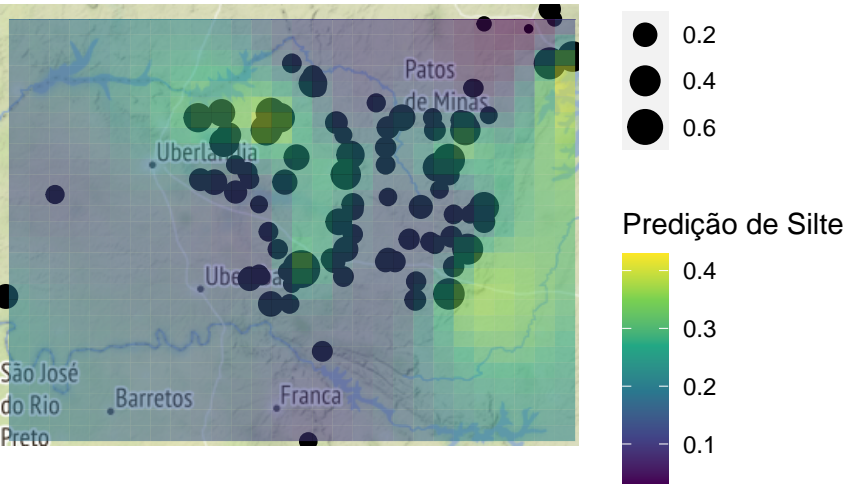 Patos
de Minas
Uberlandia
Uberaba
São José
do Rio
Preto
Barretos
Franca
0.2
0.4
0.6
Predição de Silte
0.4
0.3
0.2
0.1